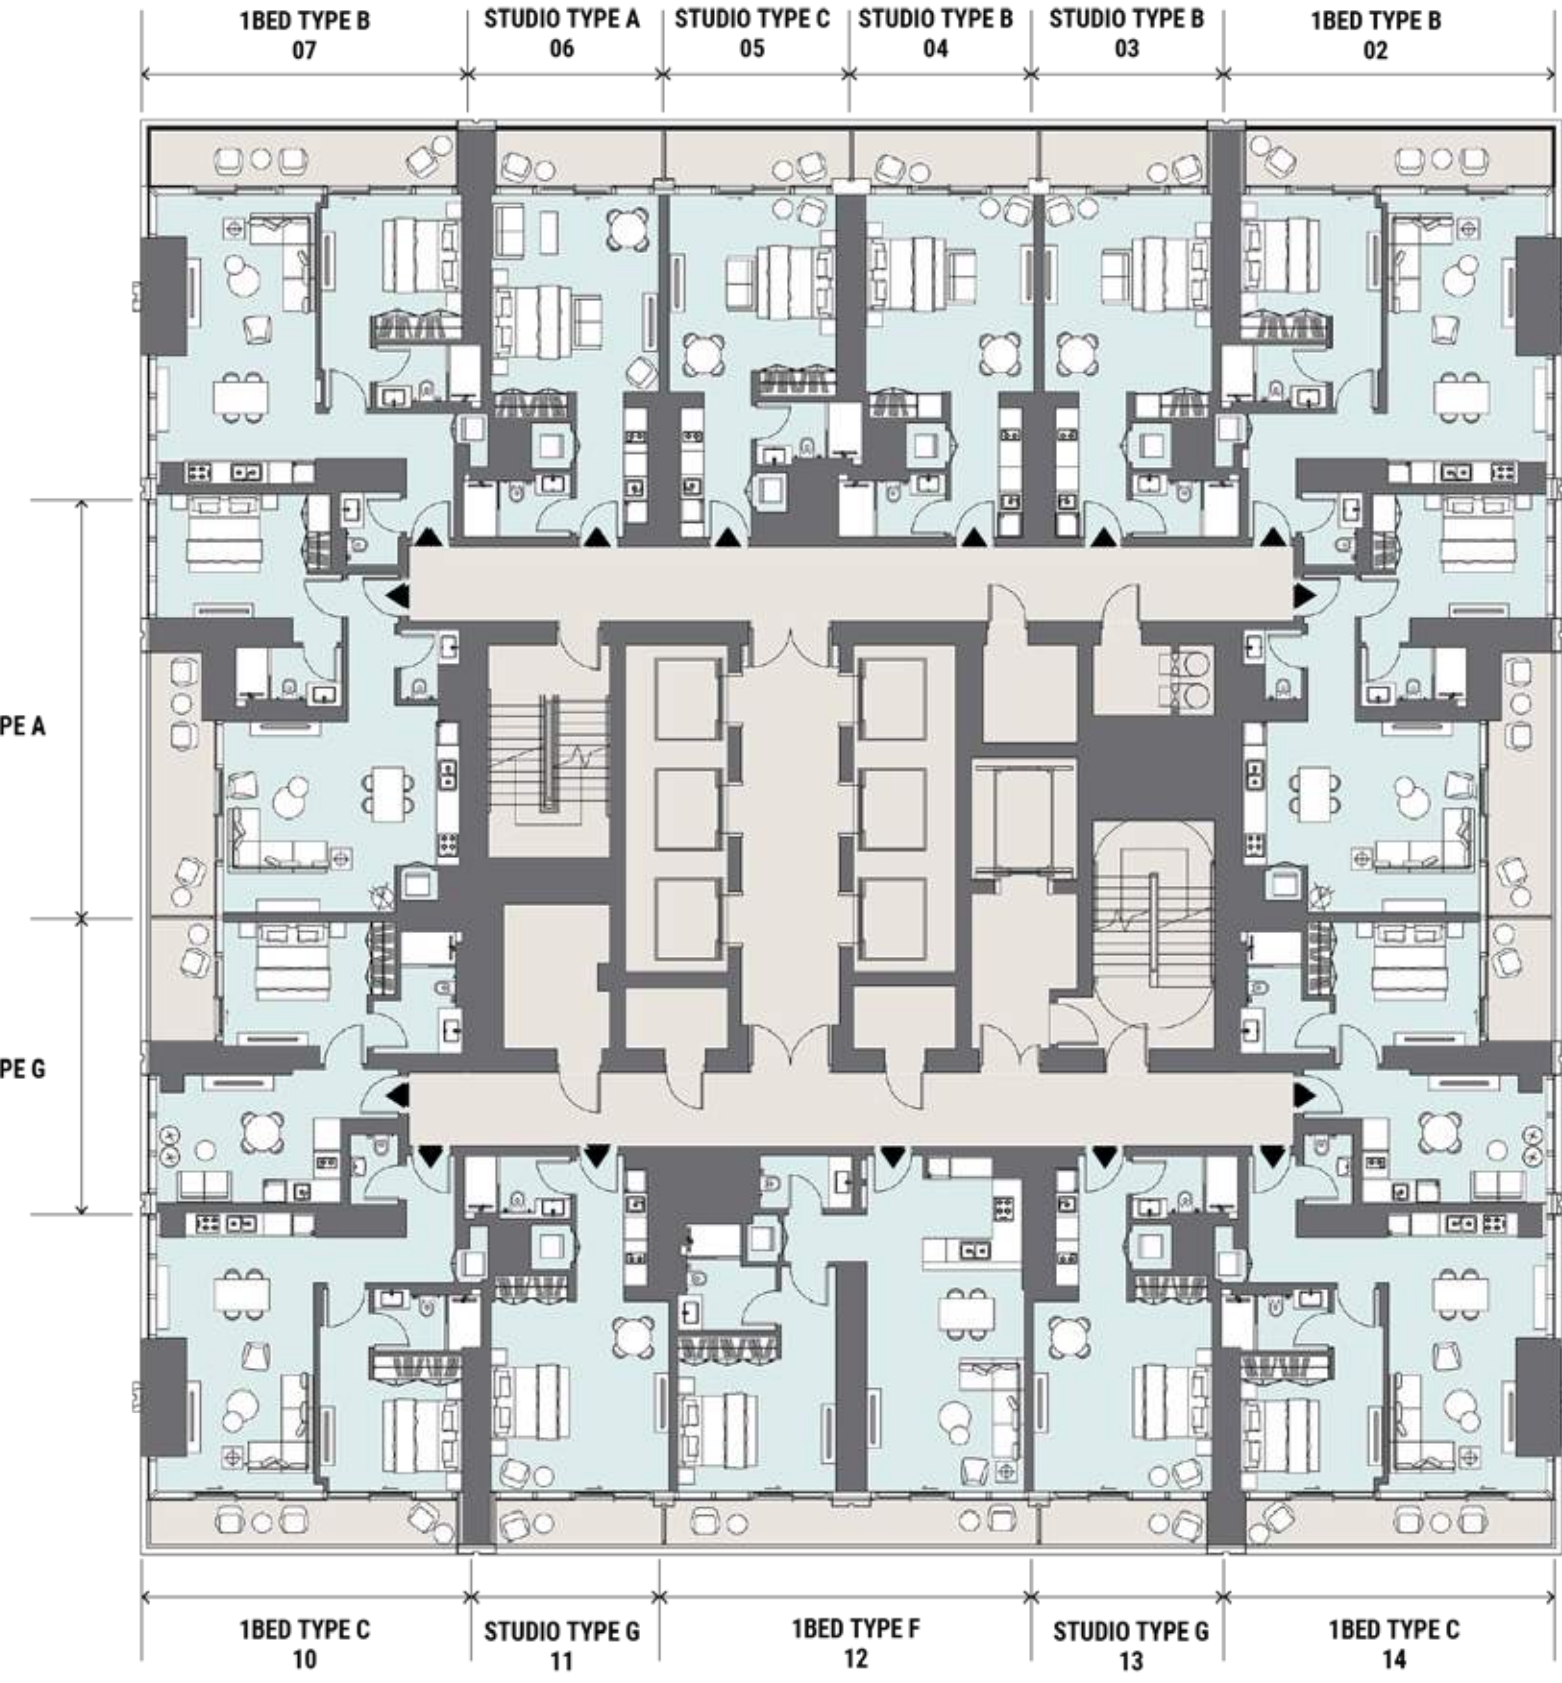 1BED TYPE B
07
STUDIO TYPE A
06
STUDIO TYPE C
05
STUDIO TYPE B
04
STUDIO TYPE B
03
1BED TYPE B
02
PE A
PE G
1BED TYPE C
10
STUDIO TYPE G
11
1BED TYPE F
12
STUDIO TYPE G
13
1BED TYPE C
14